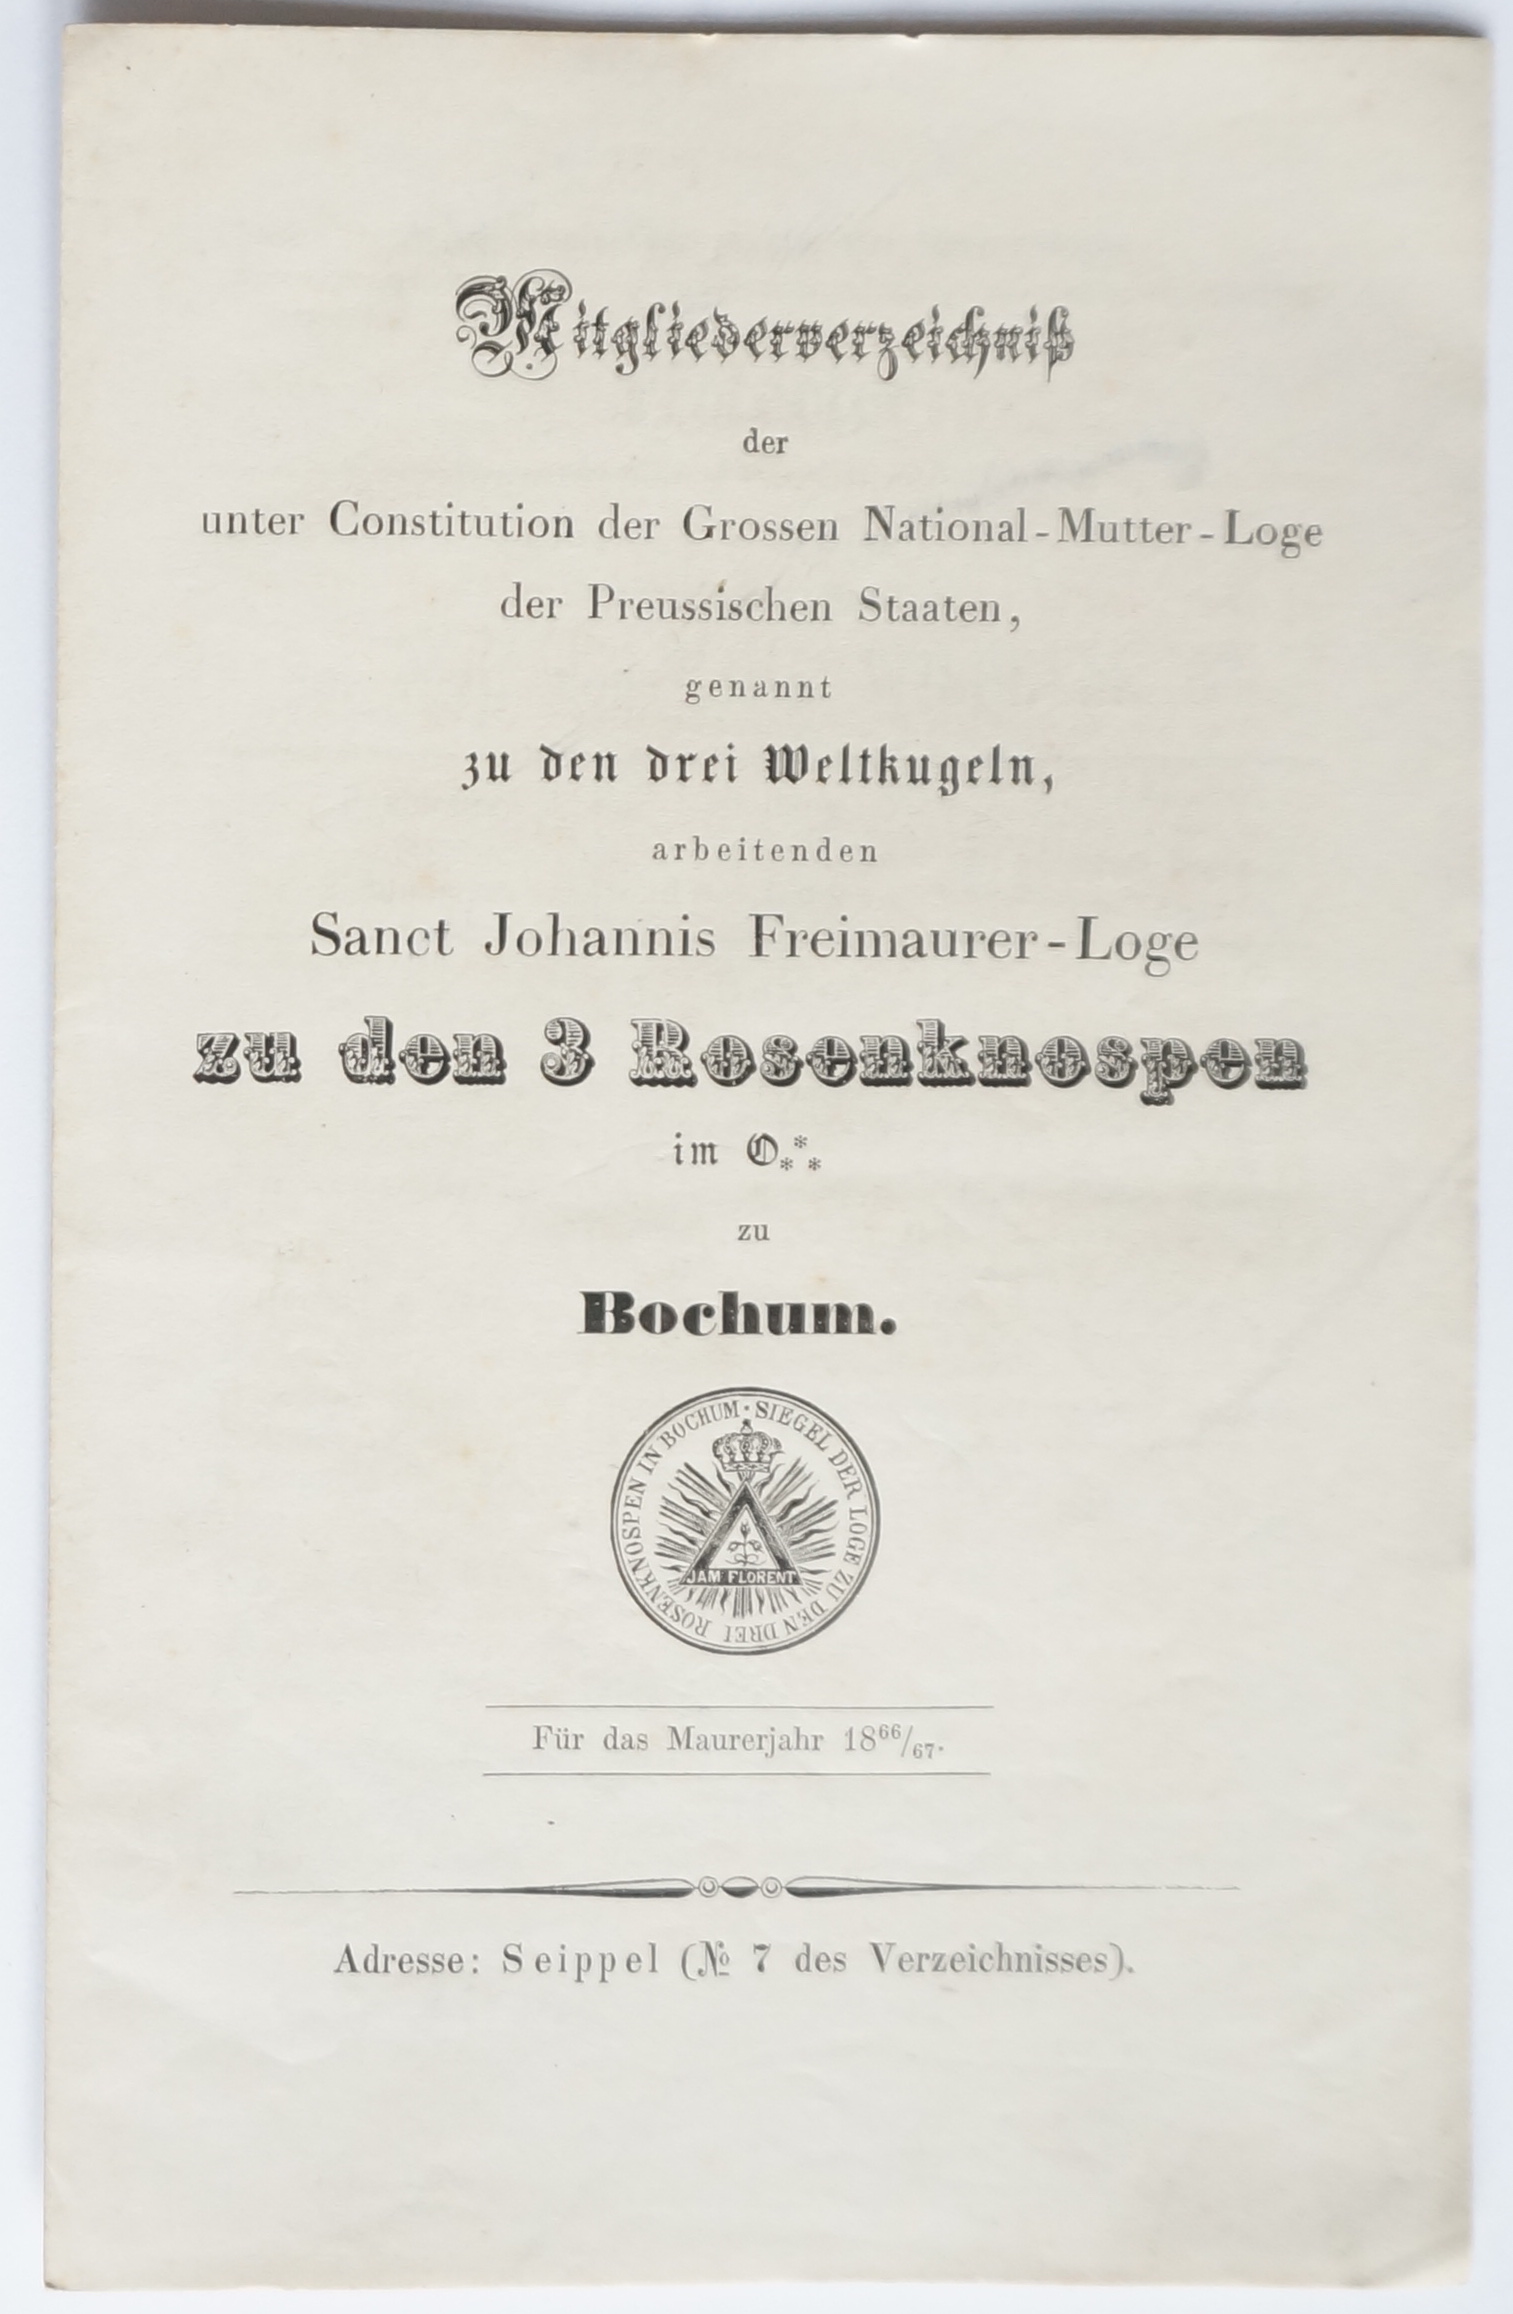 Mitgliederverzeichniß
der
unter Constitution der Grossen National-Mutter-Loge
der Preussischen Staaten,
genannt
zu den drei Weltkugeln,
arbeitenden
Sanct Johannis Freimaurer-Loge
zu den 3 Rosenknospen
im O⁂
zu
Bochum.
SIEGEL DER LOGE ZU DEN DREI ROSENKNOSPEN IN BOCHUM ·
JAM FLORENT
Für das Maurerjahr 18⁶⁶/₆₇.
Adresse: Seippel (№ 7 des Verzeichnisses).